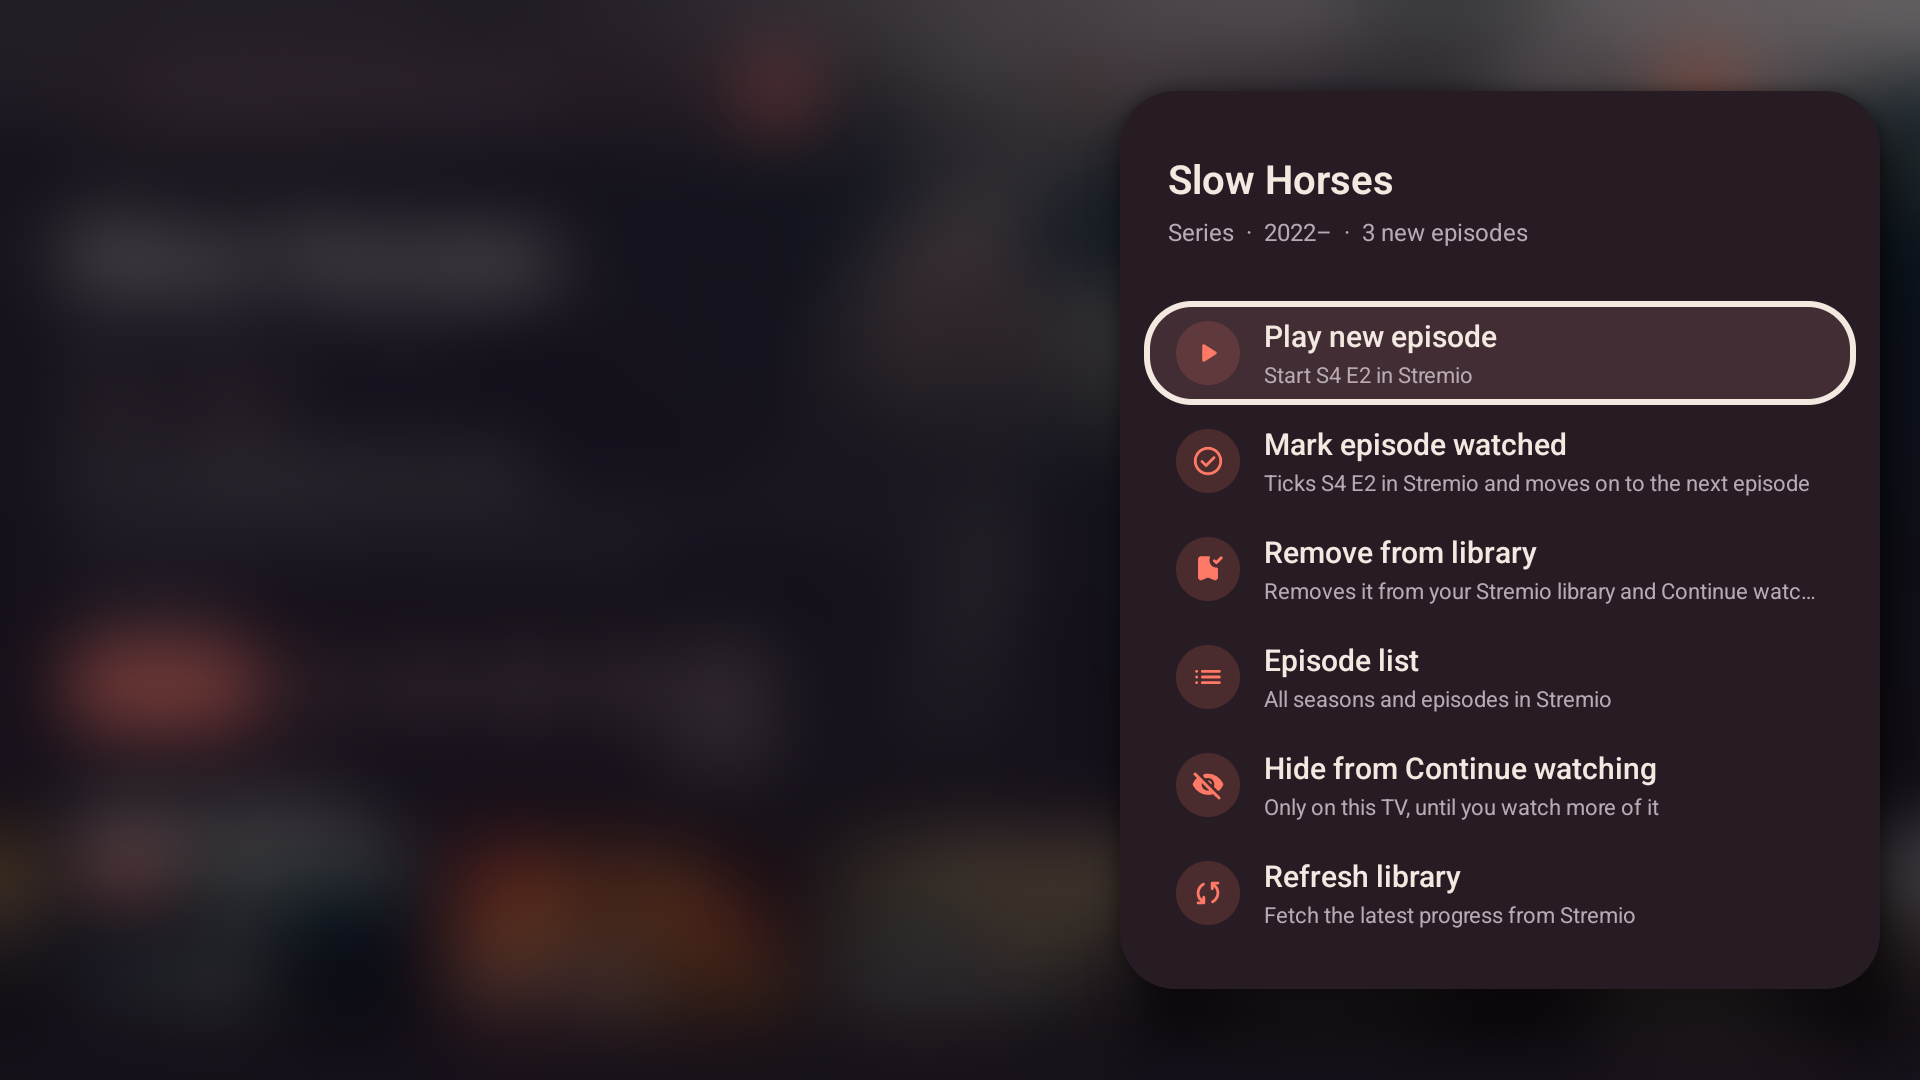 Slow Horses
Series · 2022– · 3 new episodes
Play new episode
Start S4 E2 in Stremio
Mark episode watched
Ticks S4 E2 in Stremio and moves on to the next episode
Remove from library
Removes it from your Stremio library and Continue watc...
Episode list
All seasons and episodes in Stremio
Hide from Continue watching
Only on this TV, until you watch more of it
Refresh library
Fetch the latest progress from Stremio